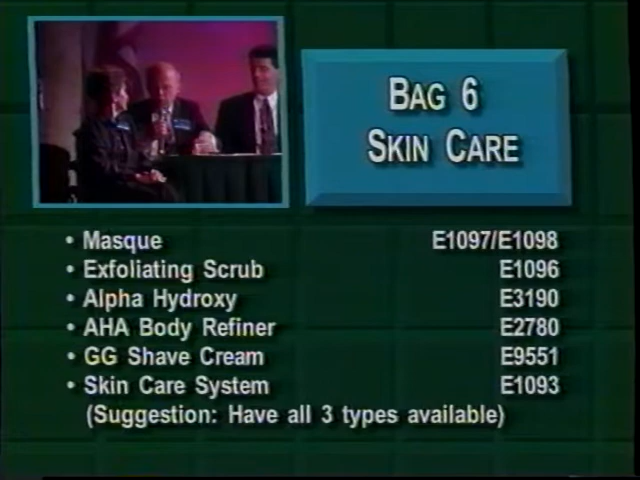 BAG 6
SKIN CARE
• Masque E1097/E1098
• Exfoliating Scrub E1096
• Alpha Hydroxy E3190
• AHA Body Refiner E2780
• GG Shave Cream E9551
• Skin Care System E1093
(Suggestion: Have all 3 types available)